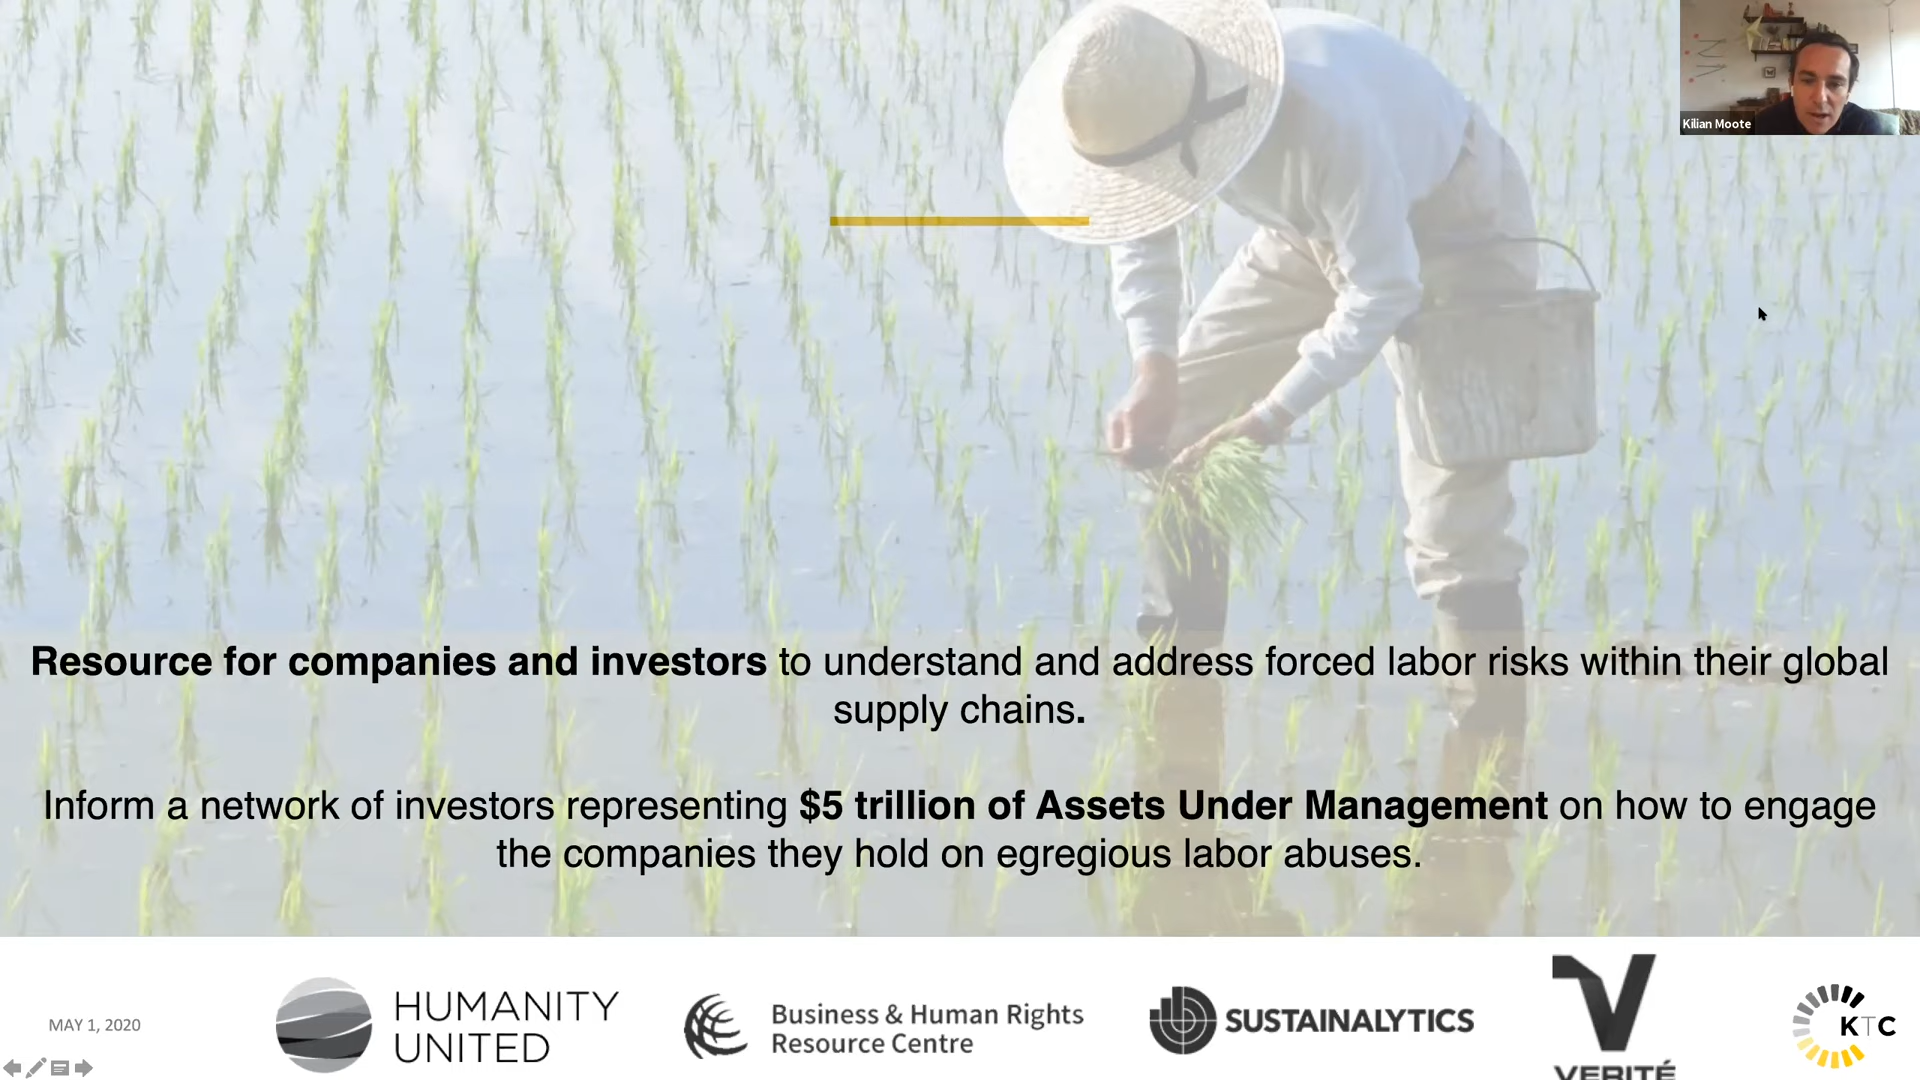 Kilian Moote
Resource for companies and investors to understand and address forced labor risks within their global
supply chains.
Inform a network of investors representing $5 trillion of Assets Under Management on how to engage
the companies they hold on egregious labor abuses.
MAY 1, 2020
HUMANITY
UNITED
Business & Human Rights
Resource Centre
SUSTAINALYTICS
VERITÉ
KTC